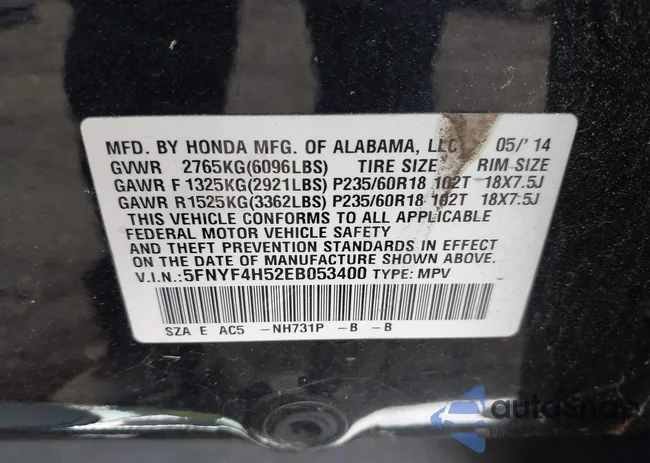 MFD. BY HONDA MFG. OF ALABAMA, LLC 05/'14
GVWR 2765KG(6096LBS) TIRE SIZE RIM SIZE
GAWR F 1325KG(2921LBS) P235/60R18 102T 18X7.5J
GAWR R1525KG(3362LBS) P235/60R18 102T 18X7.5J
THIS VEHICLE CONFORMS TO ALL APPLICABLE
FEDERAL MOTOR VEHICLE SAFETY
AND THEFT PREVENTION STANDARDS IN EFFECT
ON THE DATE OF MANUFACTURE SHOWN ABOVE.
V.I.N.:5FNYF4H52EB053400 TYPE: MPV
SZA E AC5 -NH731P -B -B
autoSnap